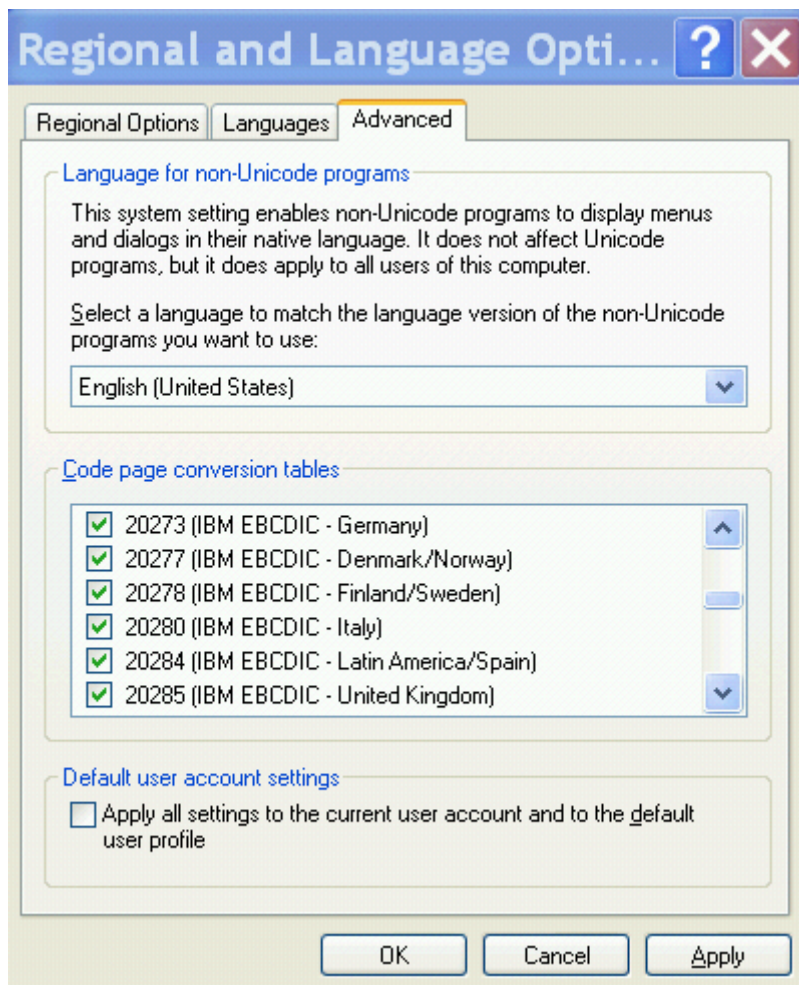 Regional and Language Opti...
Regional Options Languages Advanced
Language for non-Unicode programs
This system setting enables non-Unicode programs to display menus
and dialogs in their native language. It does not affect Unicode
programs, but it does apply to all users of this computer.
Select a language to match the language version of the non-Unicode
programs you want to use:
English (United States)
Code page conversion tables
20273 (IBM EBCDIC - Germany)
20277 (IBM EBCDIC - Denmark/Norway)
20278 (IBM EBCDIC - Finland/Sweden)
20280 (IBM EBCDIC - Italy)
20284 (IBM EBCDIC - Latin America/Spain)
20285 (IBM EBCDIC - United Kingdom)
Default user account settings
Apply all settings to the current user account and to the default
user profile
OK Cancel Apply